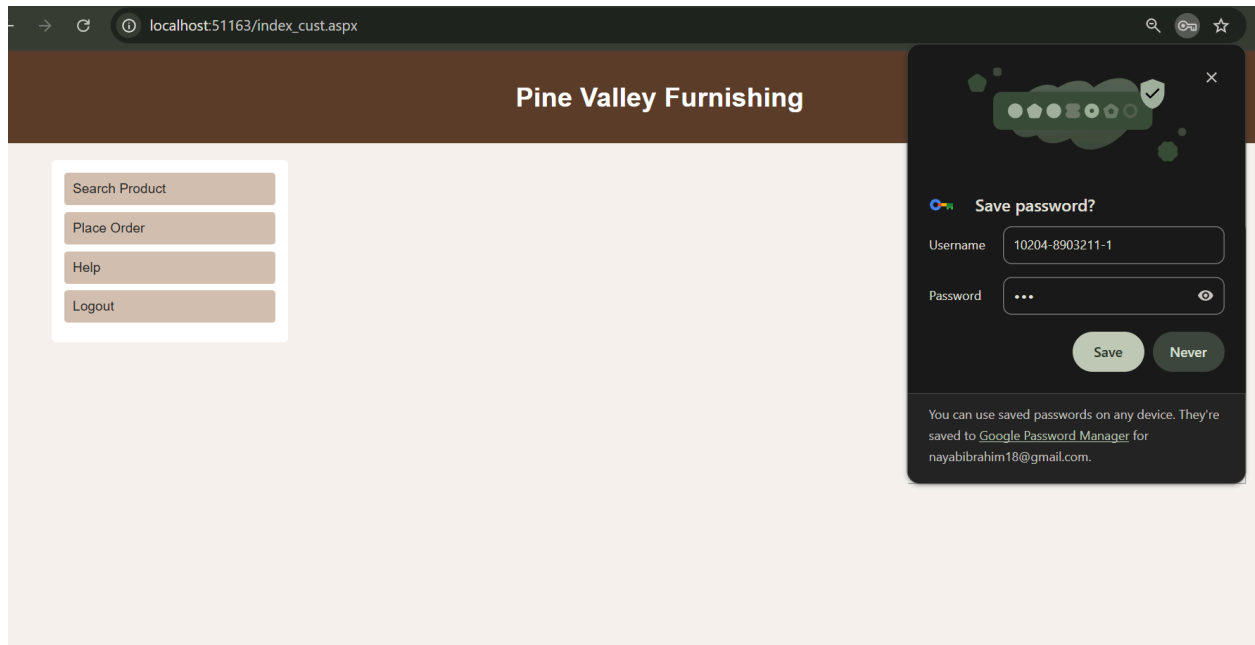 localhost:51163/index_cust.aspx
Pine Valley Furnishing
Search Product
Place Order
Help
Logout
Save password?
Username 10204-8903211-1
Password •••
Save Never
You can use saved passwords on any device. They're
saved to Google Password Manager for
nayabibrahim18@gmail.com.